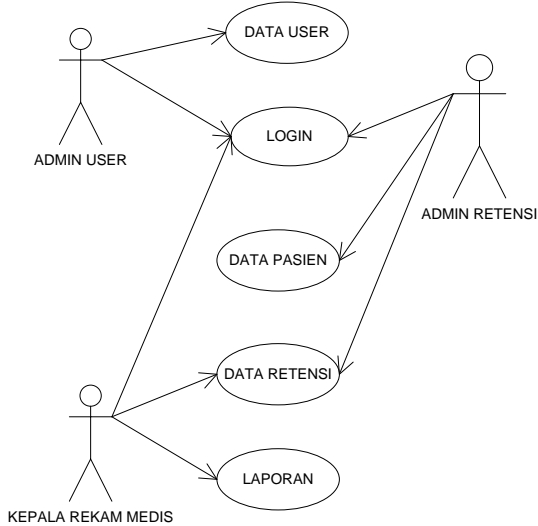 DATA USER
ADMIN USER
LOGIN
ADMIN RETENSI
DATA PASIEN
DATA RETENSI
LAPORAN
KEPALA REKAM MEDIS